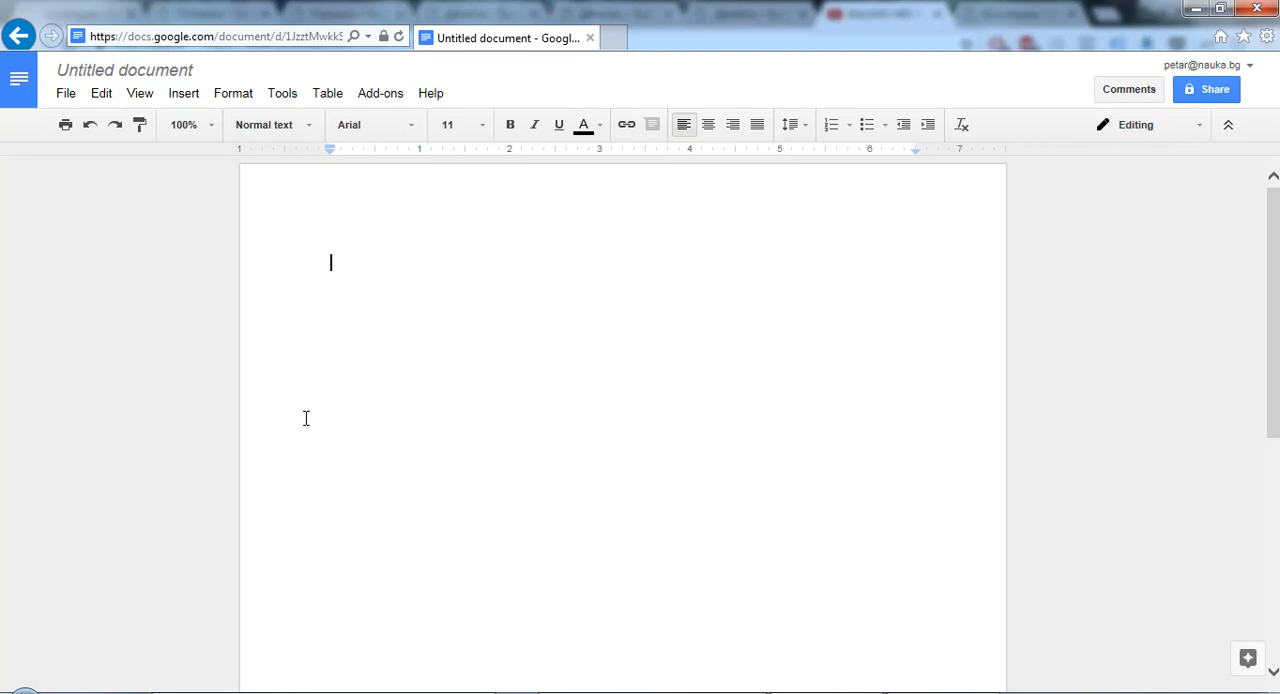 https://docs.google.com/document/d/1JzztMwkkS
Untitled document - Googl...
Untitled document
petar@nauka.bg
File Edit View Insert Format Tools Table Add-ons Help
Comments
Share
100% Normal text Arial 11 B I U A Editing
1 1 2 3 4 5 6 7